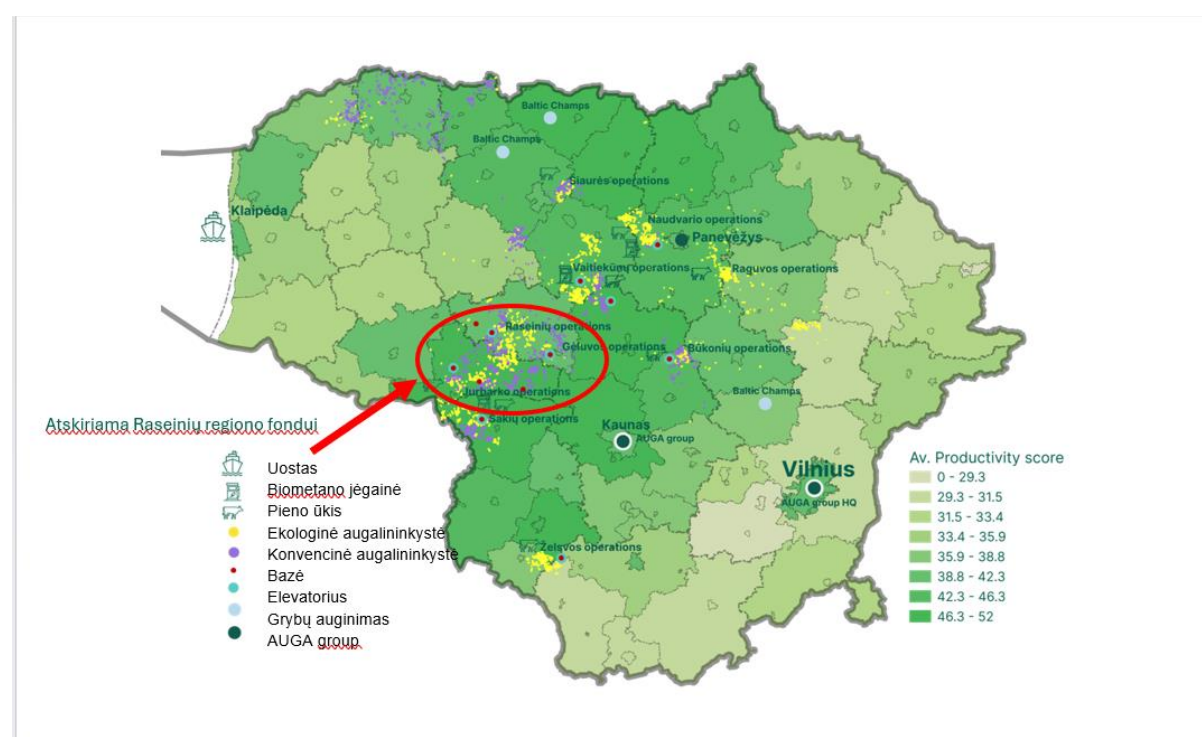 Baltic Champs
Baltic Champs
Šiaurės operations
Klaipėda
Naudvario operations
Panevėžys
Vaitiekūnų operations
Raguvos operations
Raseinių operations
Gėluvos operations
Būkonių operations
Jurbarko operations
Baltic Champs
Šakių operations
Kaunas
AUGA group
Atskiriama Raseinių regiono fondui
Vilnius
AUGA group HQ
Želsvos operations
Uostas
Biometano jėgainė
Pieno ūkis
Ekologinė augalininkystė
Konvencinė augalininkystė
Bazė
Elevatorius
Grybų auginimas
AUGA group
Av. Productivity score
0 - 29.3
29.3 - 31.5
31.5 - 33.4
33.4 - 35.9
35.9 - 38.8
38.8 - 42.3
42.3 - 46.3
46.3 - 52